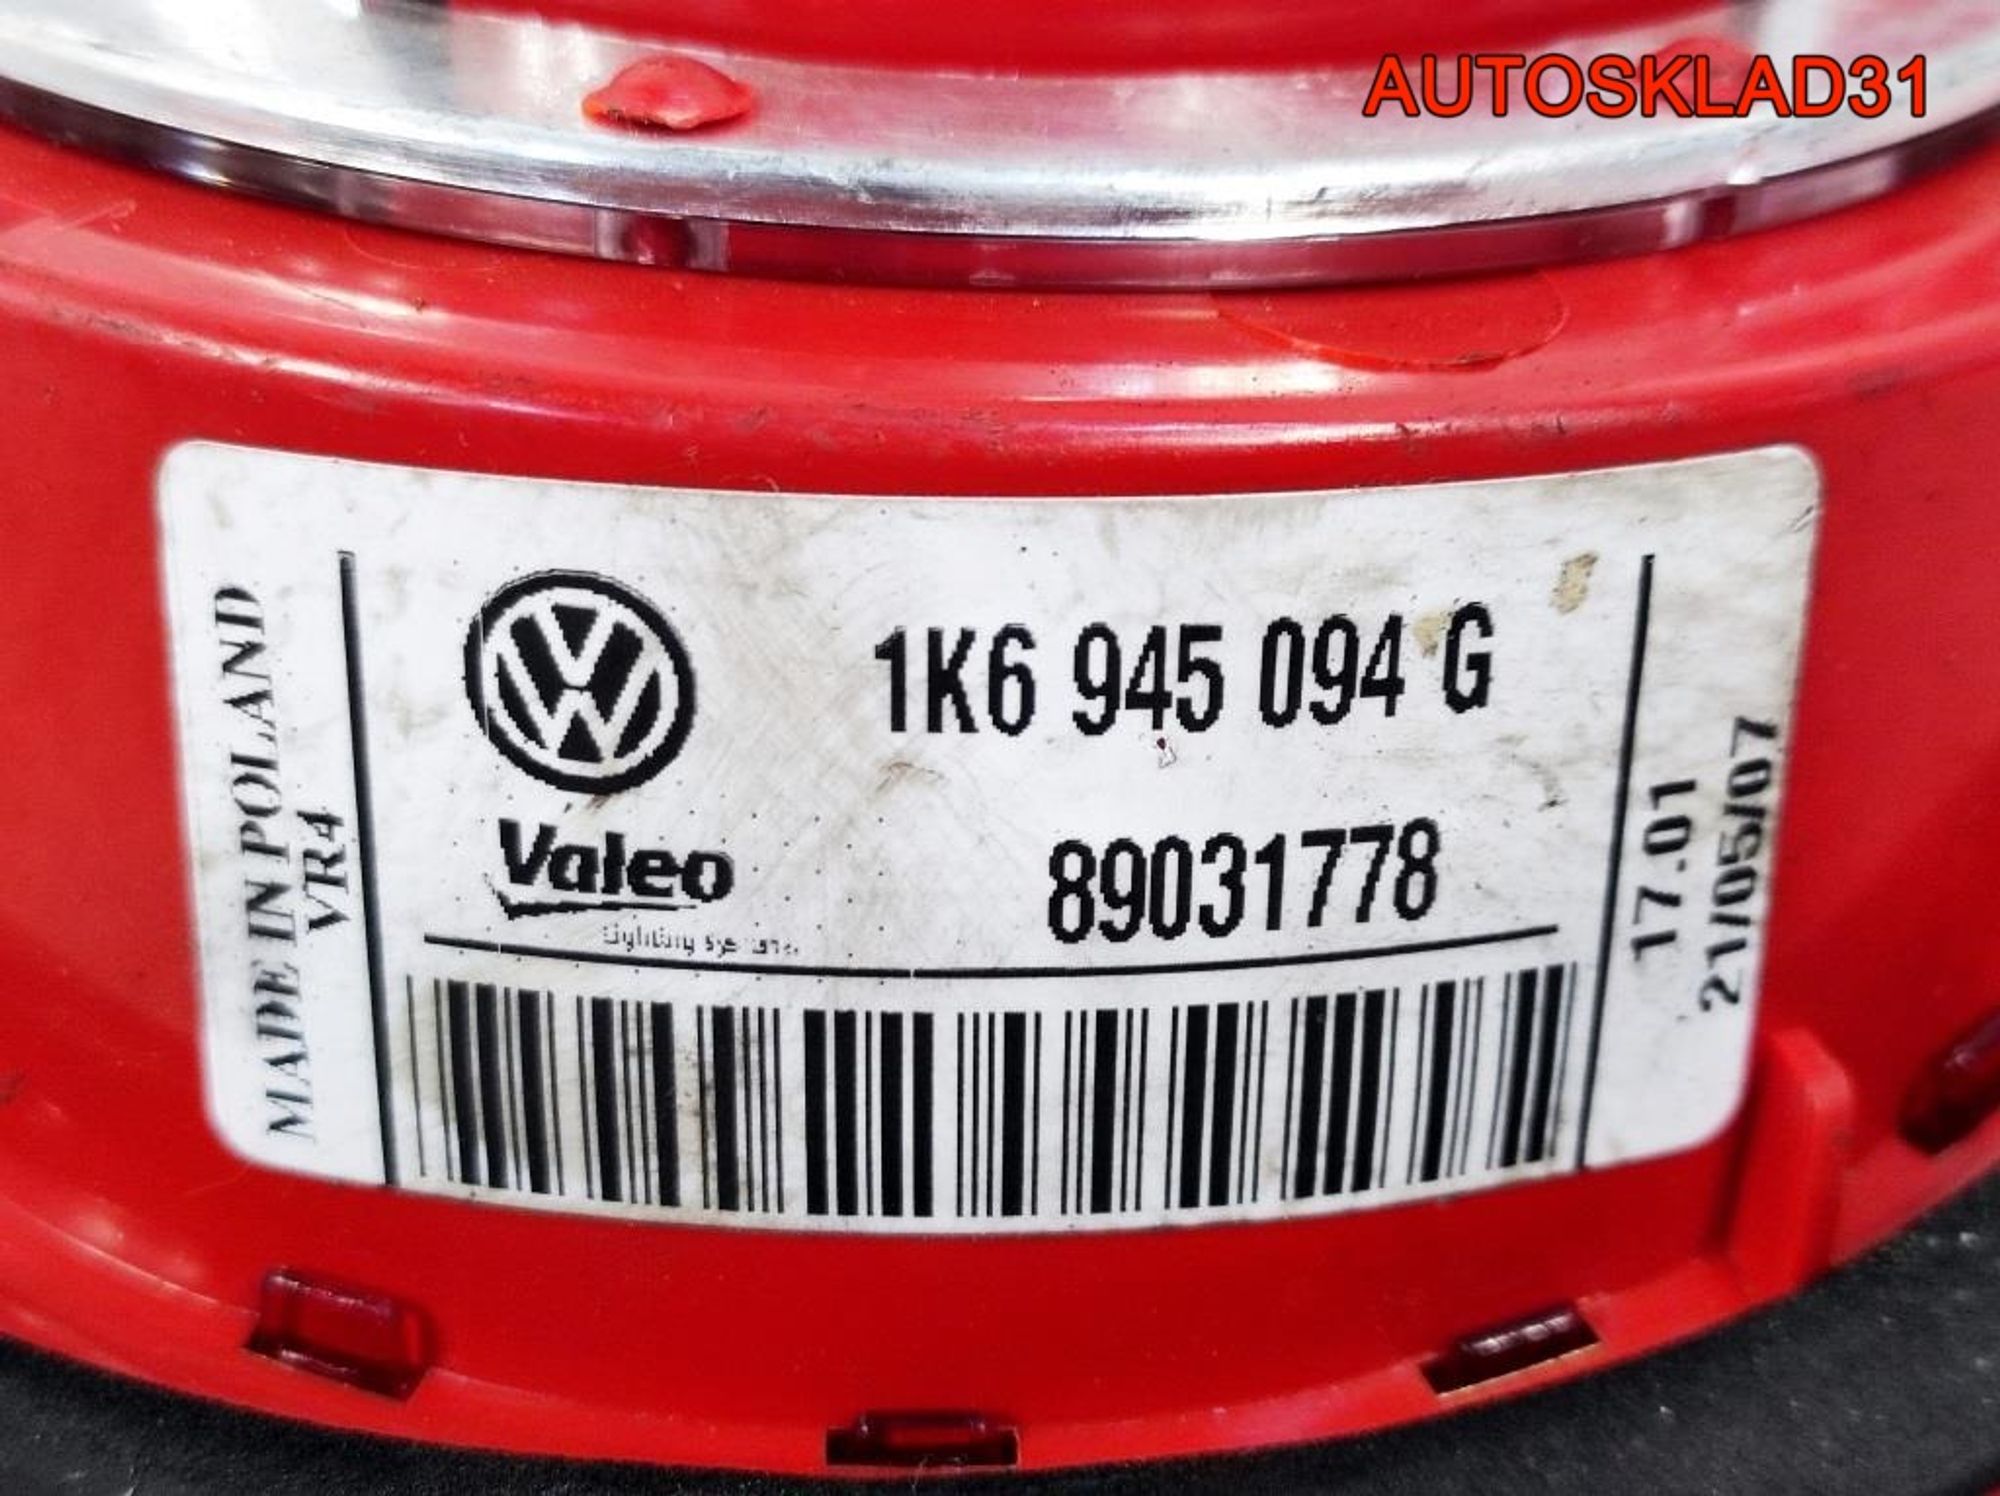 AUTOSKLAD31
MADE IN POLAND
VR4
1K6 945 094 G
Valeo
89031778
17.01
21/05/07